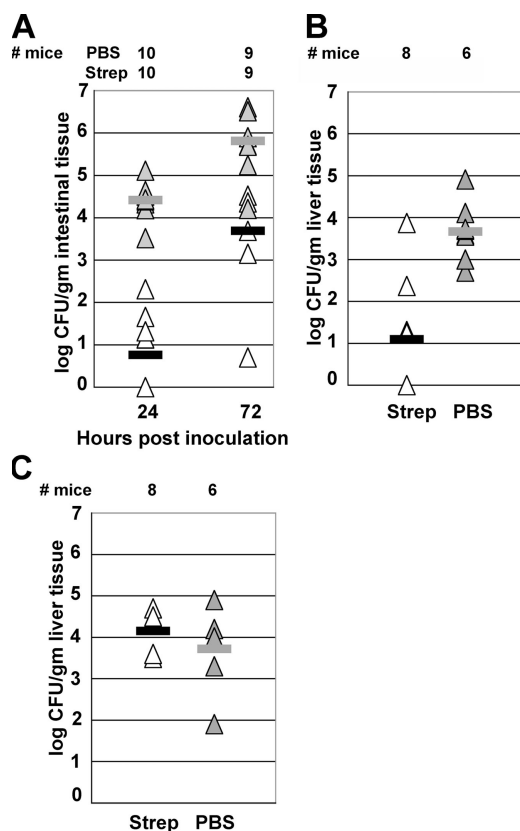 A
# mice PBS 10 9
Strep 10 9
7
6
5
4
3
2
1
0
log CFU/gm intestinal tissue
24 72
Hours post inoculation
B
8 6
7
6
5
4
3
2
1
0
log CFU/gm liver tissue
Strep PBS
C
# mice 8 6
7
6
5
4
3
2
1
0
log CFU/gm liver tissue
Strep PBS